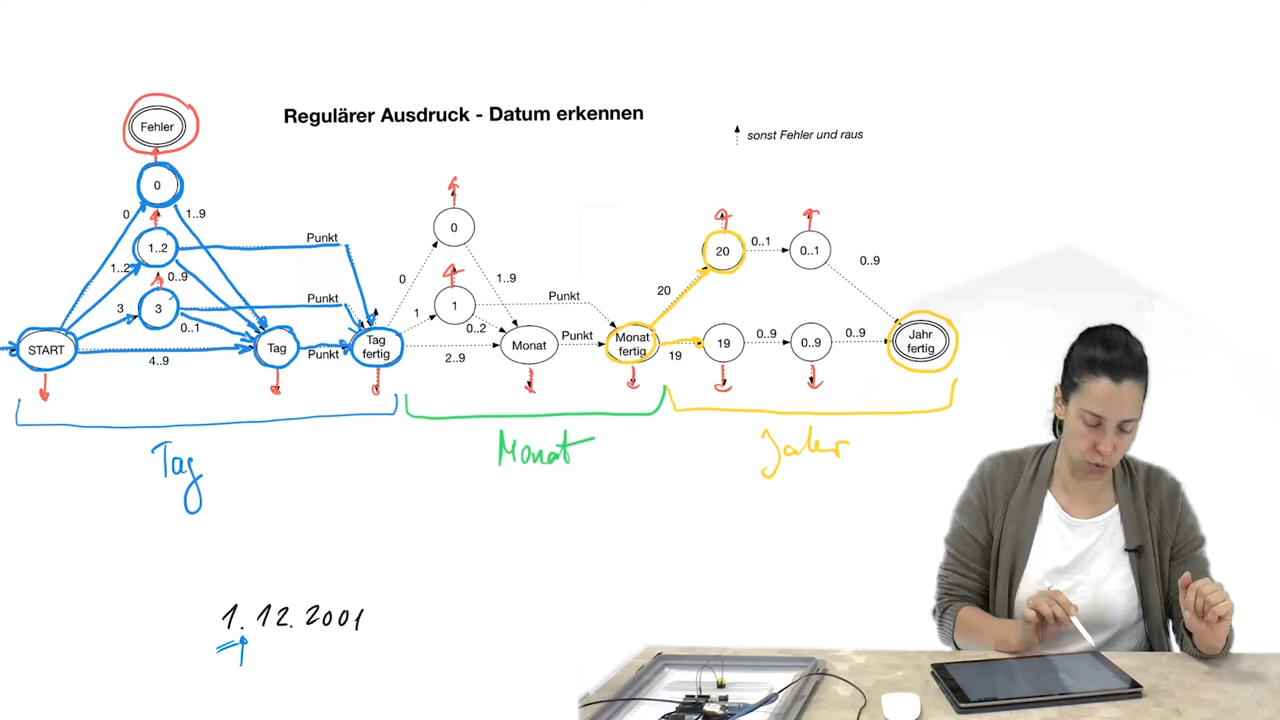 Regulärer Ausdruck - Datum erkennen
sonst Fehler und raus
Fehler
0
0
1..9
1..2
1..2
0..9
3
3
0..1
START
4..9
Tag
Punkt
Punkt
Punkt
Tag
fertig
0
0
1..9
1
1
0..2
2..9
Monat
Punkt
Punkt
Monat
fertig
20
20
0..1
0..1
0..9
19
19
0..9
0..9
0..9
Jahr
fertig
Tag
Monat
Jahr
1. 12. 2001